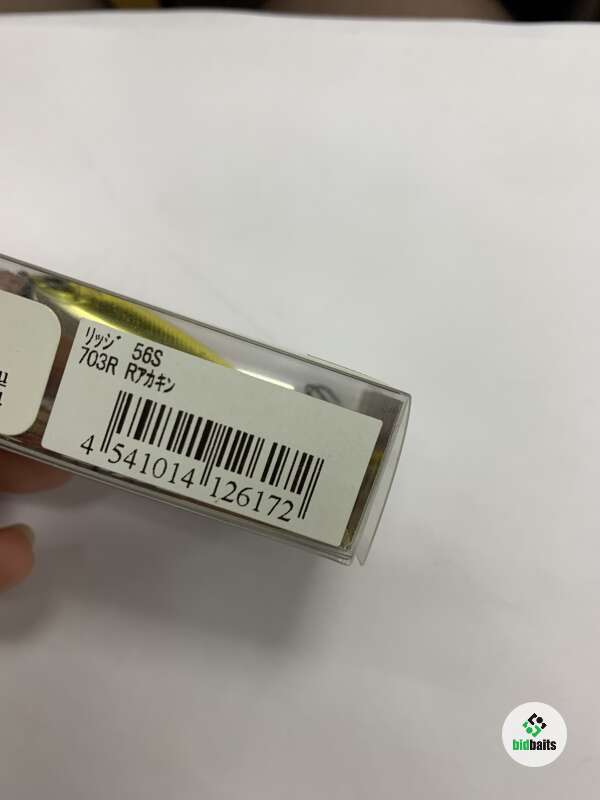 ﾘｯｼﾞ 56S
703R Rｱｶｷﾝ
4 541014 126172
bidbaits